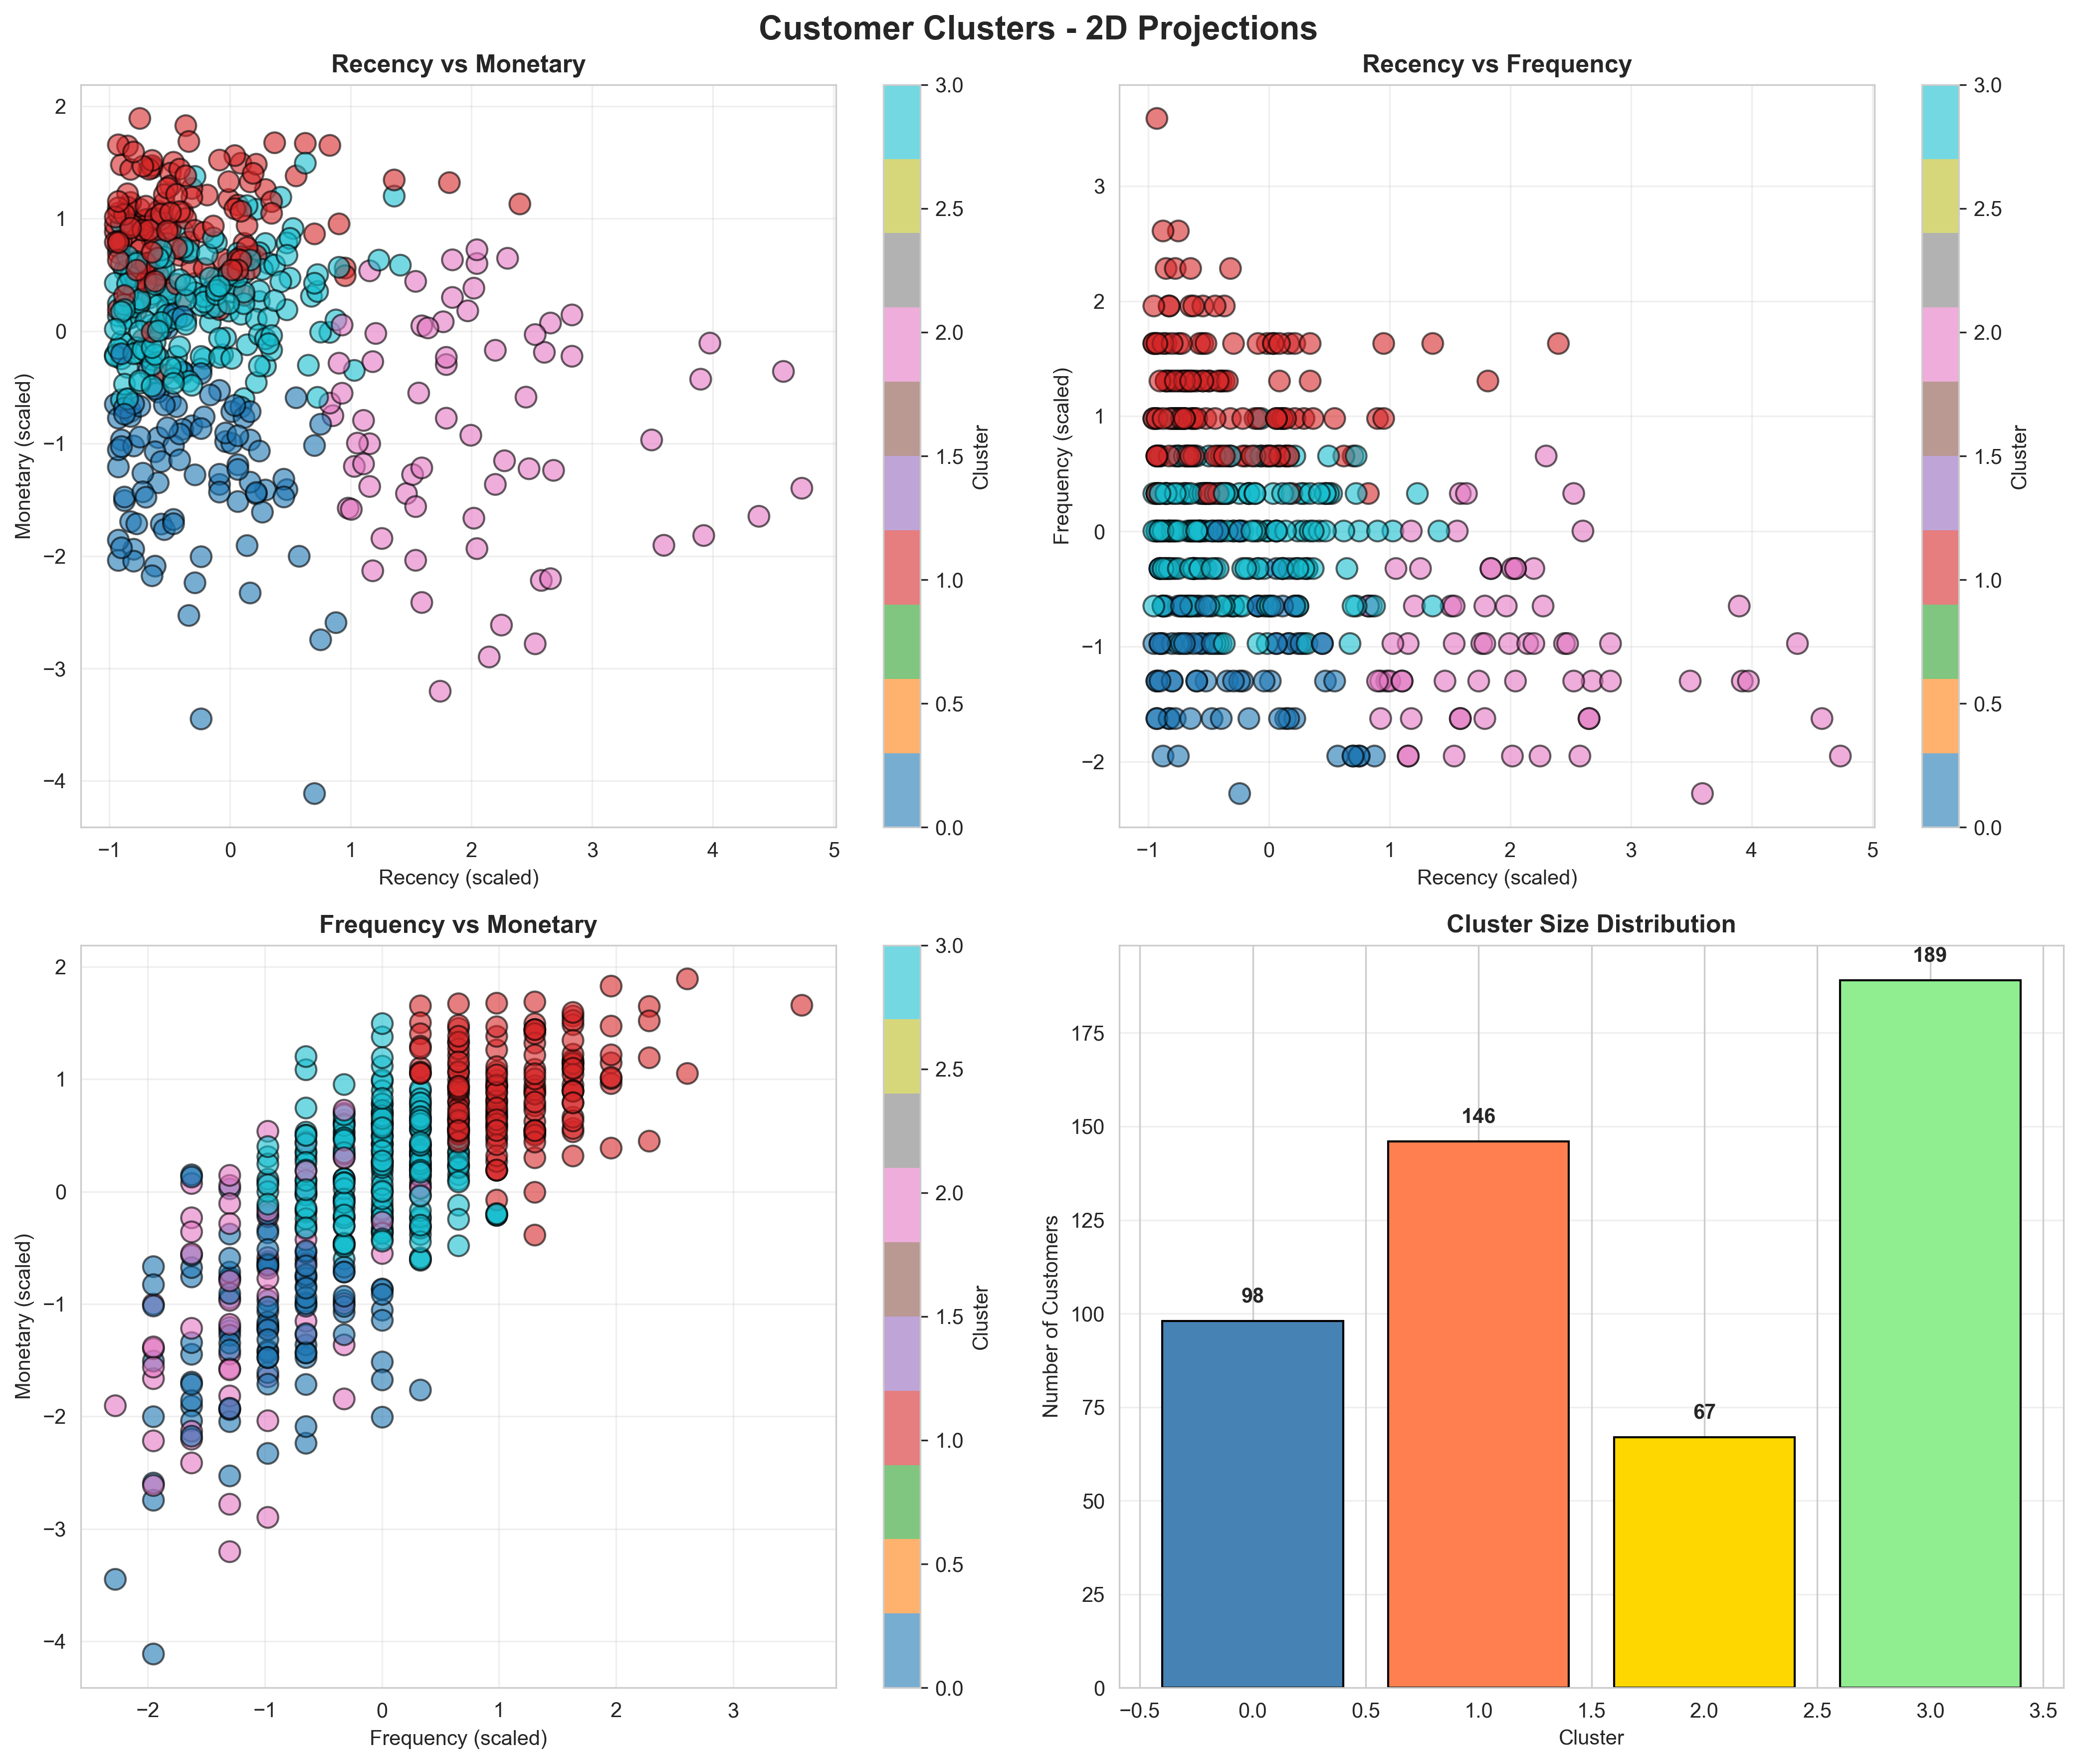 Customer Clusters - 2D Projections
Recency vs Monetary
2
1
0
−1
−2
−3
−4
Monetary (scaled)
−1 0 1 2 3 4 5
Recency (scaled)
3.0
2.5
2.0
1.5
1.0
0.5
0.0
Cluster
Recency vs Frequency
3
2
1
0
−1
−2
Frequency (scaled)
−1 0 1 2 3 4 5
Recency (scaled)
3.0
2.5
2.0
1.5
1.0
0.5
0.0
Cluster
Frequency vs Monetary
2
1
0
−1
−2
−3
−4
Monetary (scaled)
−2 −1 0 1 2 3
Frequency (scaled)
3.0
2.5
2.0
1.5
1.0
0.5
0.0
Cluster
Cluster Size Distribution
175
150
125
100
75
50
25
0
Number of Customers
98
146
67
189
−0.5 0.0 0.5 1.0 1.5 2.0 2.5 3.0 3.5
Cluster